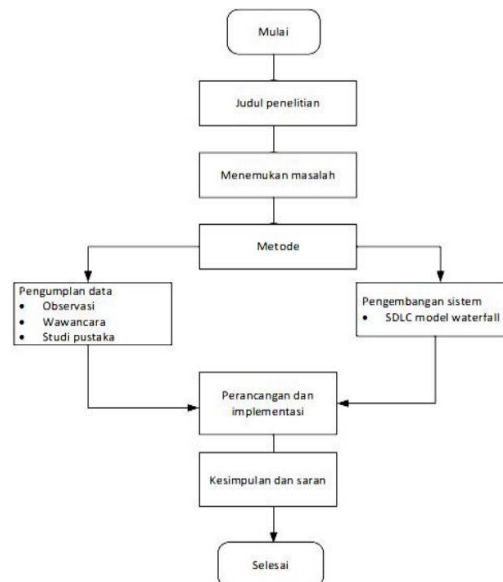 Mulai
Judul penelitian
Menemukan masalah
Metode
Pengumplan data
• Observasi
• Wawancara
• Studi pustaka
Pengembangan sistem
• SDLC model waterfall
Perancangan dan
implementasi
Kesimpulan dan saran
Selesai